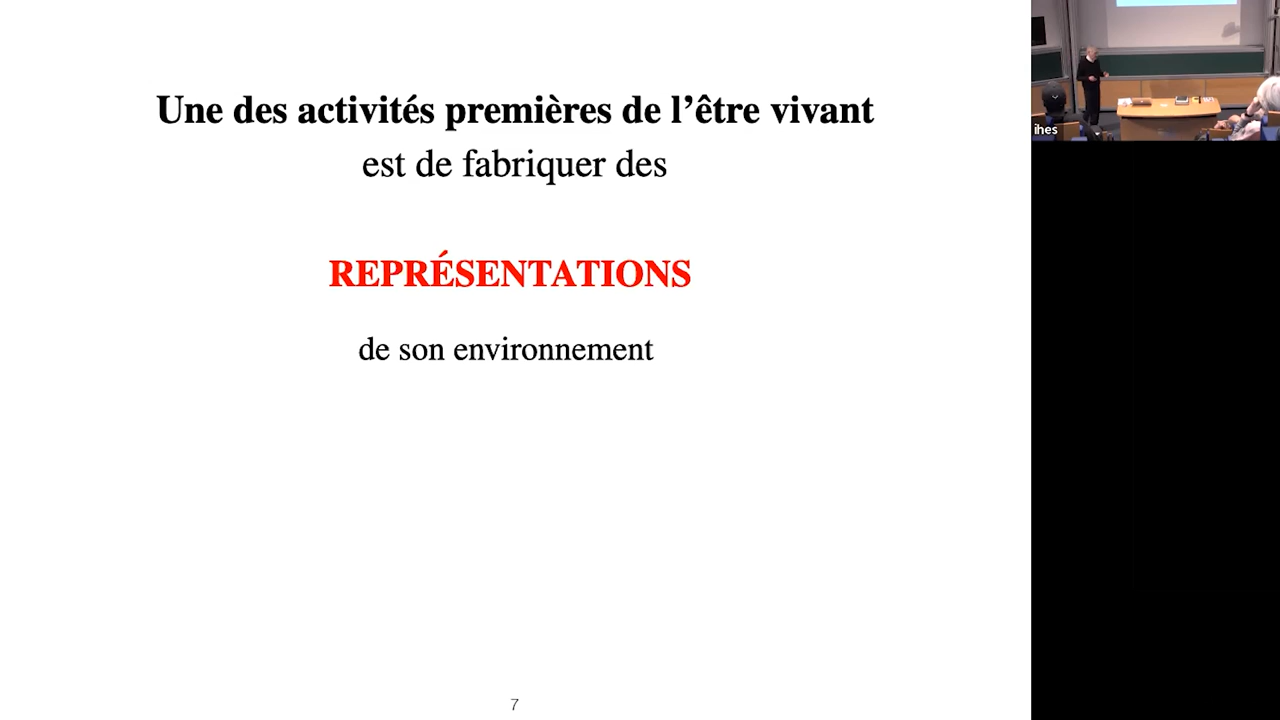 Une des activités premières de l’être vivant
est de fabriquer des
REPRÉSENTATIONS
de son environnement
7
ihes